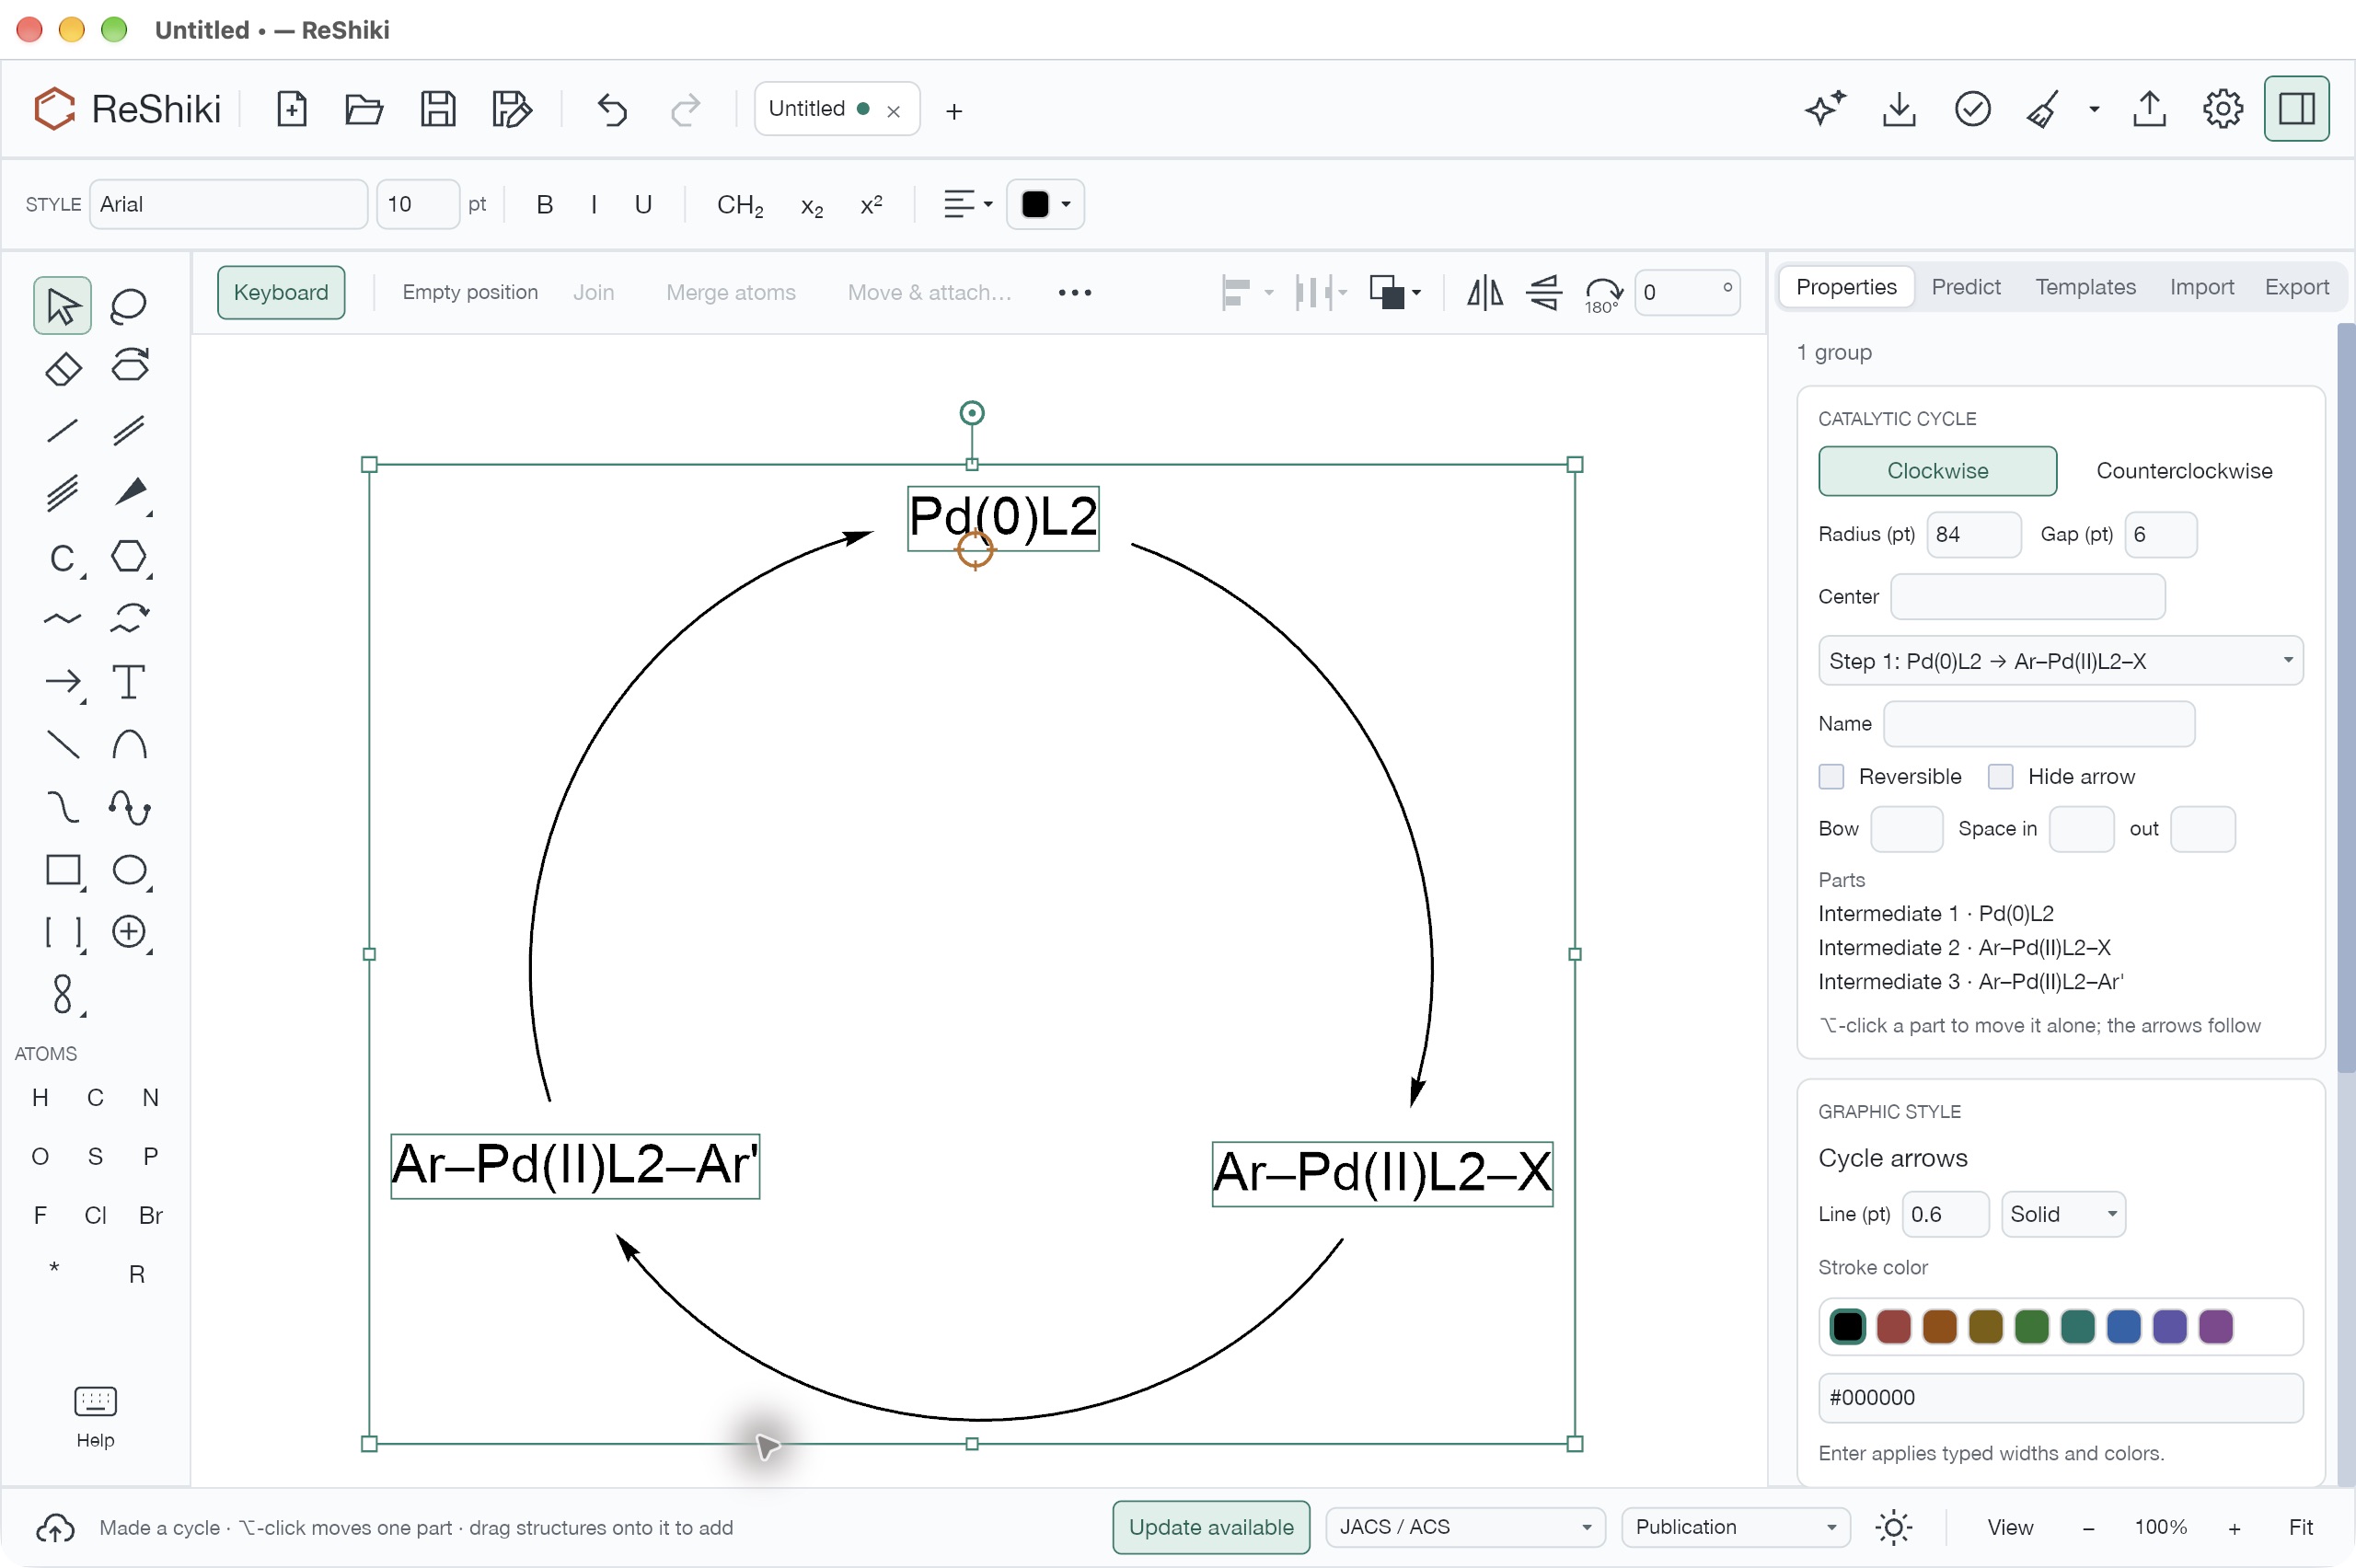 Untitled • — ReShiki
ReShiki
Untitled
STYLE Arial 10 pt B I U CH₂ x₂ x²
Keyboard Empty position Join Merge atoms Move & attach... 180° 0 °
Properties Predict Templates Import Export
1 group
CATALYTIC CYCLE
Clockwise Counterclockwise
Radius (pt) 84 Gap (pt) 6
Center
Step 1: Pd(0)L2 → Ar–Pd(II)L2–X
Name
Reversible Hide arrow
Bow Space in out
Parts
Intermediate 1 · Pd(0)L2
Intermediate 2 · Ar–Pd(II)L2–X
Intermediate 3 · Ar–Pd(II)L2–Ar'
⌥-click a part to move it alone; the arrows follow
GRAPHIC STYLE
Cycle arrows
Line (pt) 0.6 Solid
Stroke color
#000000
Enter applies typed widths and colors.
Pd(0)L2
Ar–Pd(II)L2–Ar'
Ar–Pd(II)L2–X
C
T
ATOMS
H C N
O S P
F Cl Br
* R
Help
Made a cycle · ⌥-click moves one part · drag structures onto it to add
Update available
JACS / ACS
Publication
View – 100% + Fit